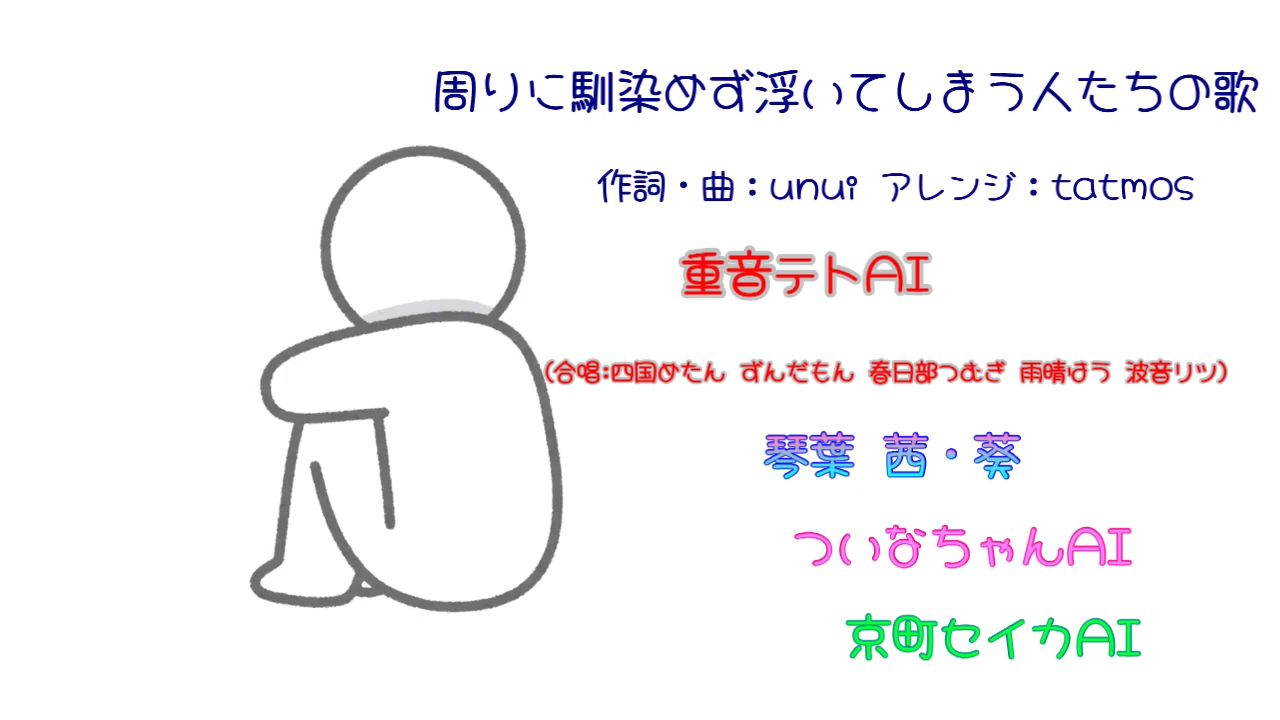 周りに馴染めず浮いてしまう人たちの歌
作詞・曲：unui アレンジ：tatmos
重音テトAI
（合唱：四国めたん ずんだもん 春日部つむぎ 雨晴はう 波音リツ）
琴葉 茜・葵
ついなちゃんAI
京町セイカAI